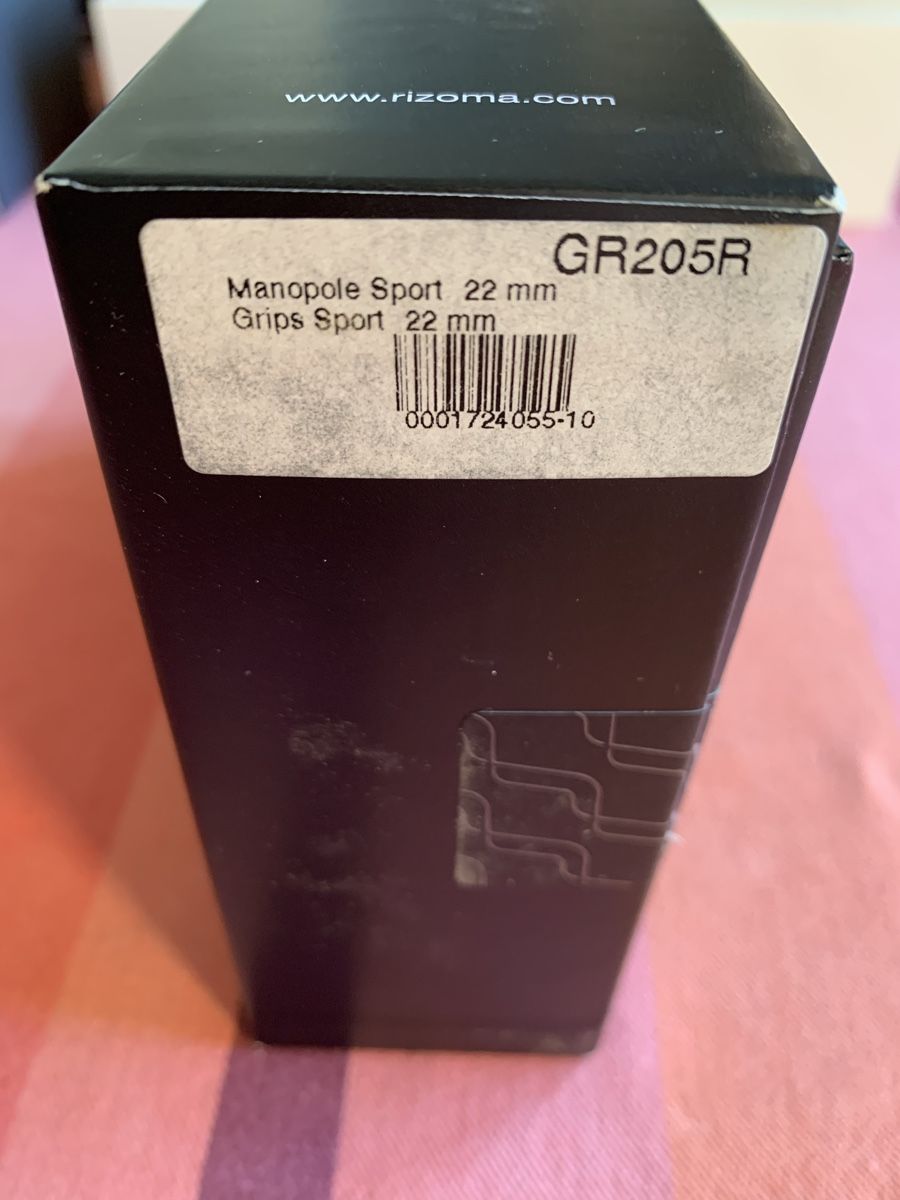 www.rizoma.com
GR205R
Manopole Sport 22 mm
Grips Sport 22 mm
0001724055-10